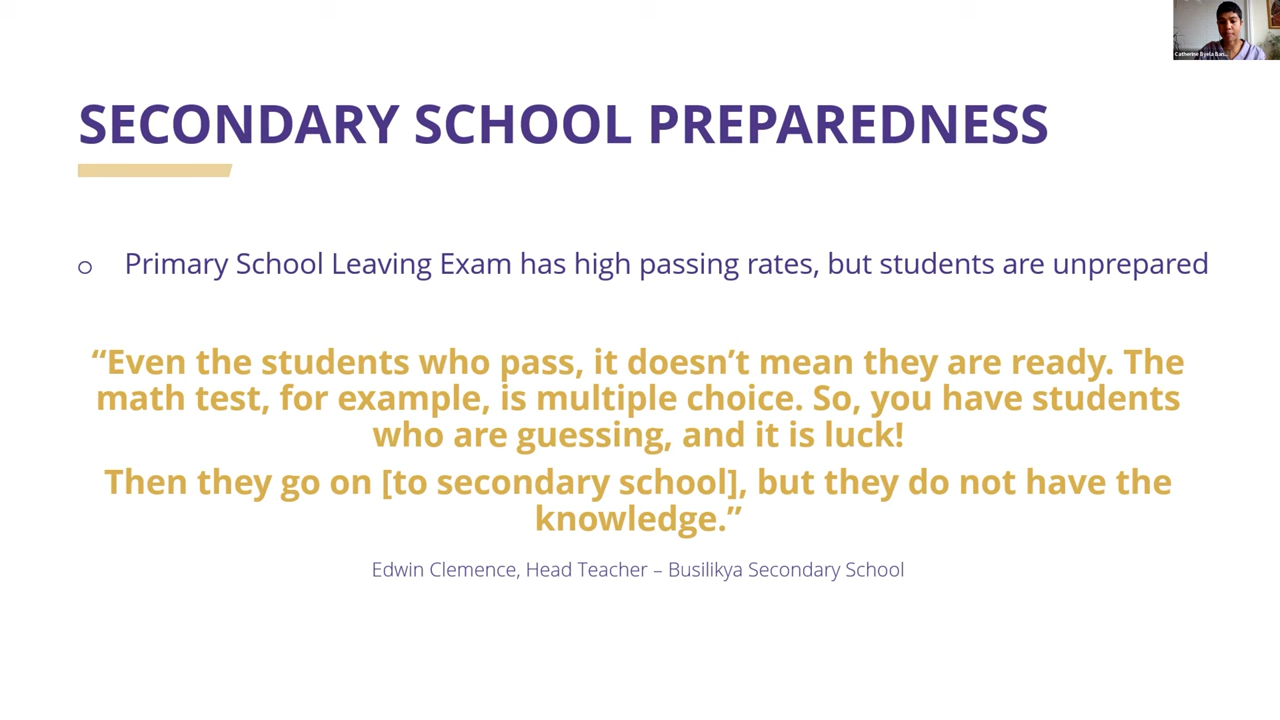 Catherine Byela Ban...
SECONDARY SCHOOL PREPAREDNESS
o Primary School Leaving Exam has high passing rates, but students are unprepared
“Even the students who pass, it doesn’t mean they are ready. The
math test, for example, is multiple choice. So, you have students
who are guessing, and it is luck!
Then they go on [to secondary school], but they do not have the
knowledge.”
Edwin Clemence, Head Teacher – Busilikya Secondary School